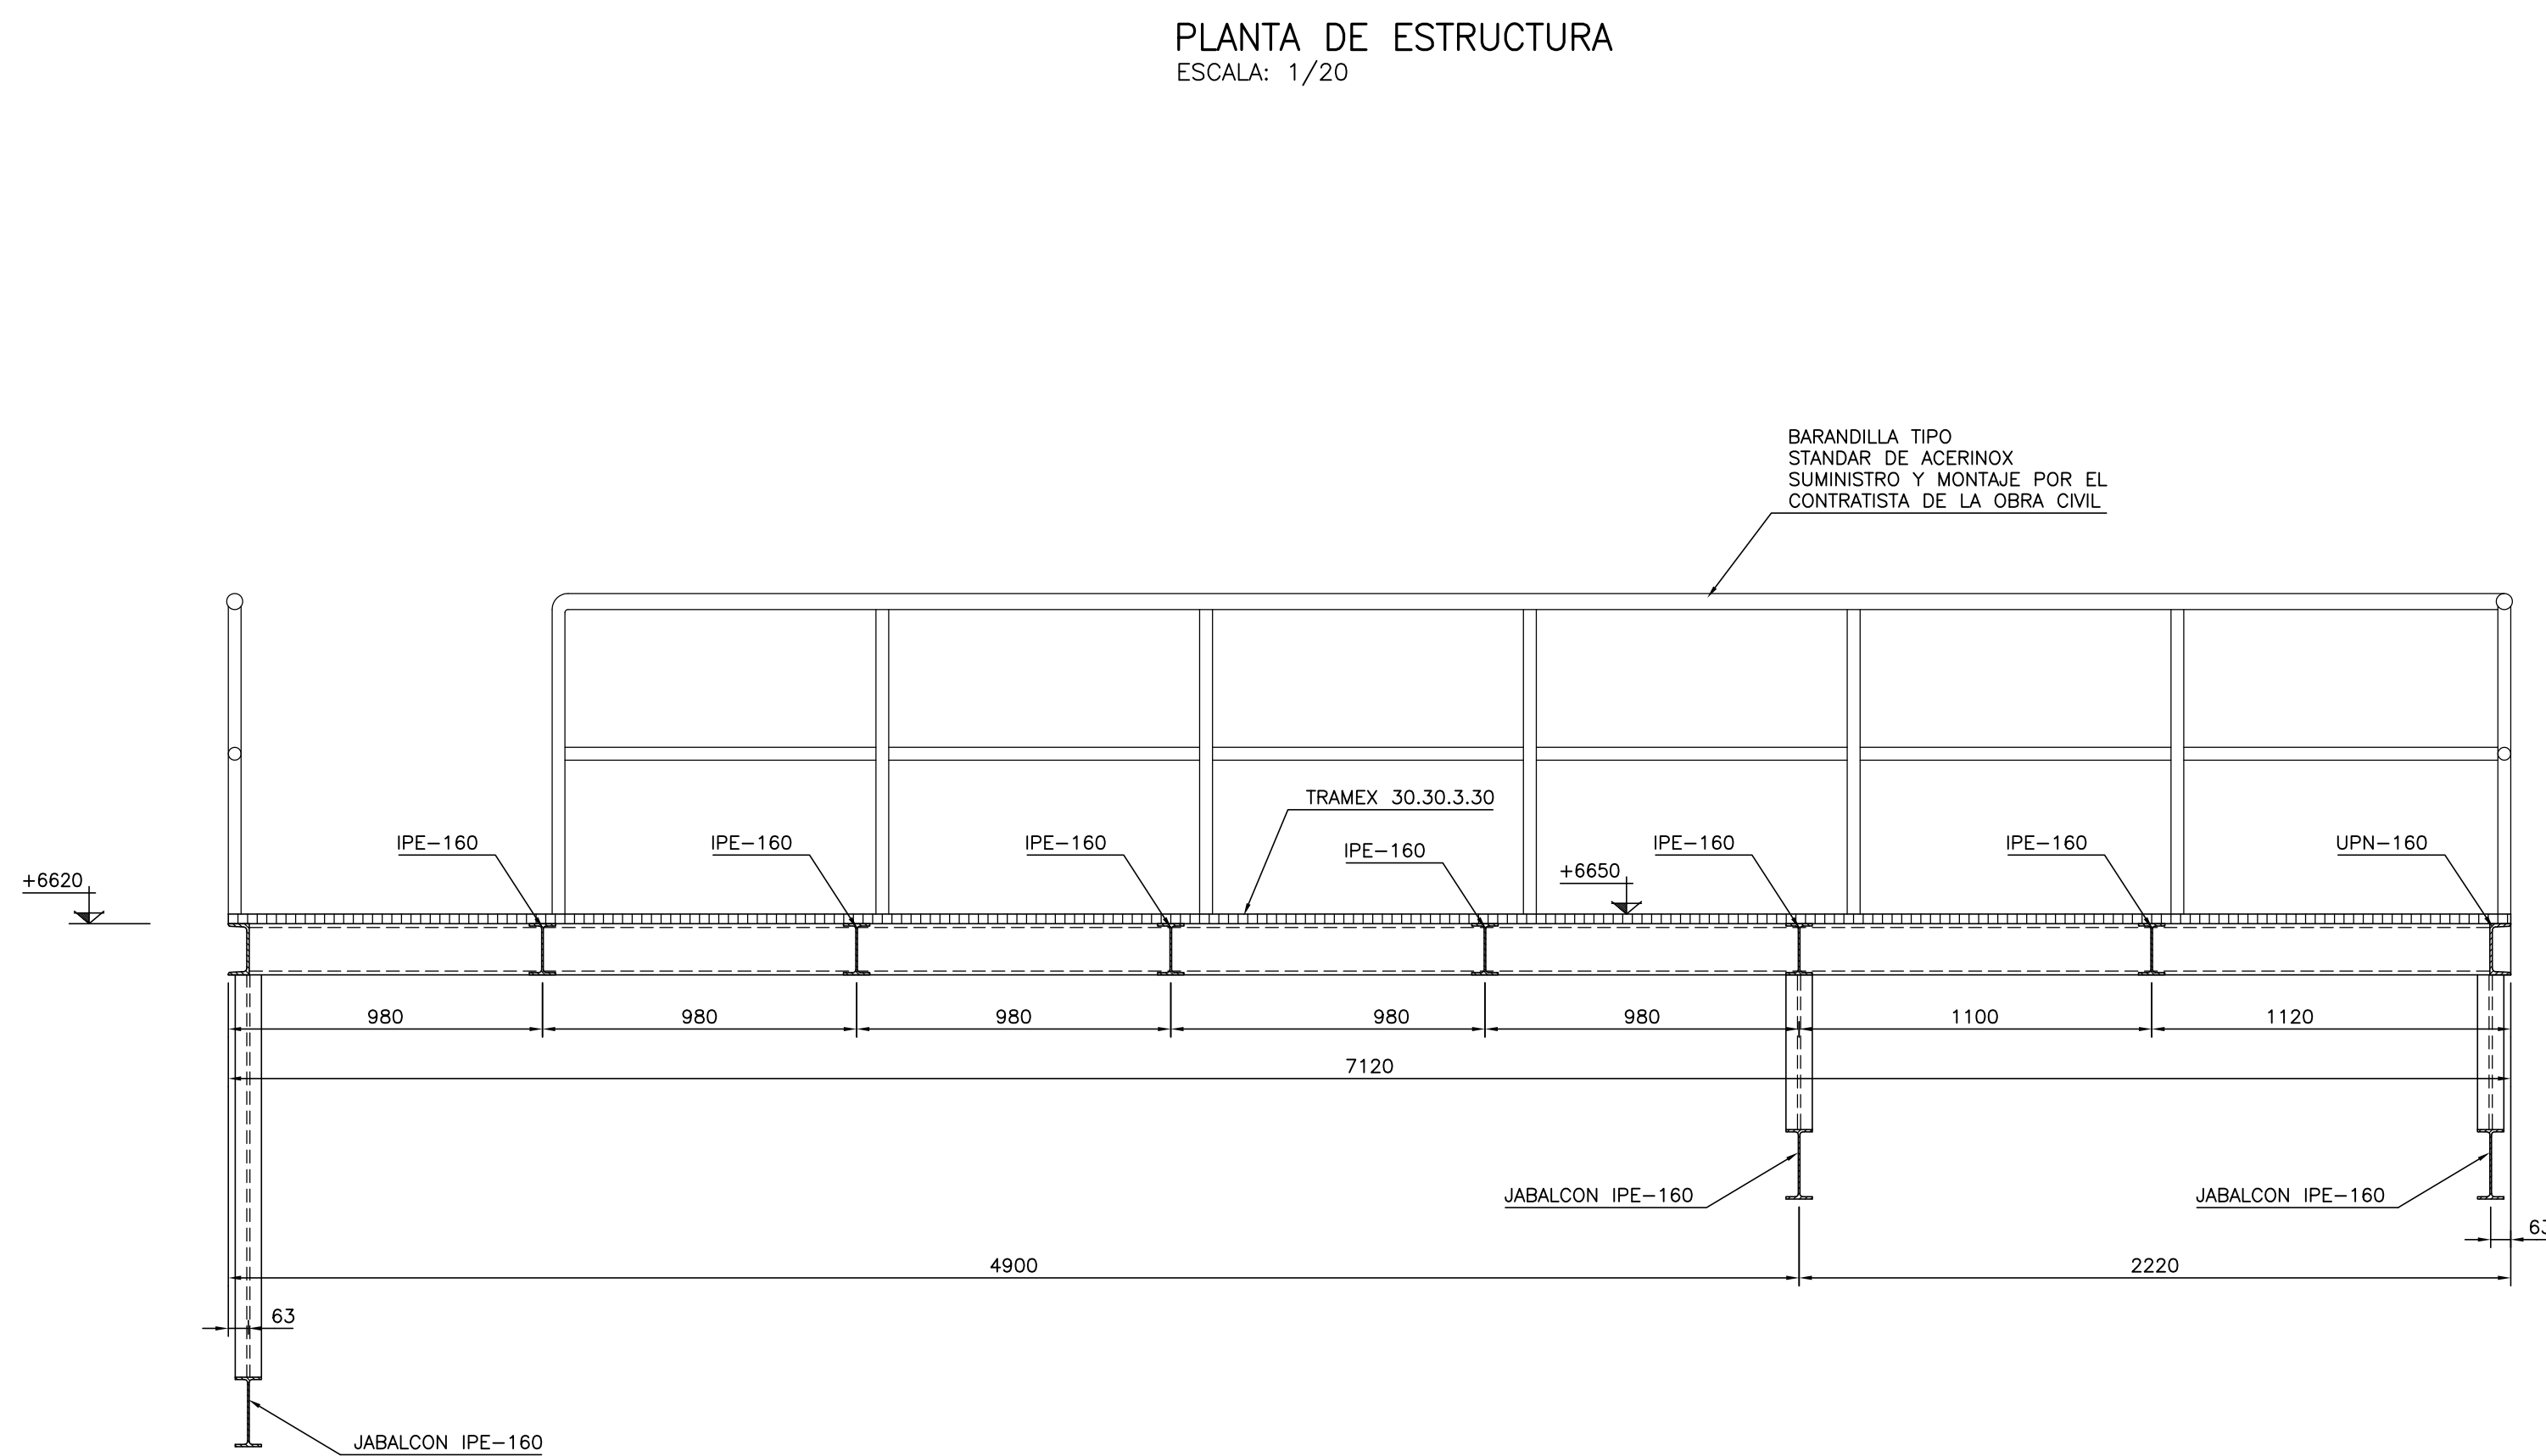 PLANTA DE ESTRUCTURA
ESCALA: 1/20
BARANDILLA TIPO
STANDAR DE ACERINOX
SUMINISTRO Y MONTAJE POR EL
CONTRATISTA DE LA OBRA CIVIL
TRAMEX 30.30.3.30
IPE-160
IPE-160
IPE-160
IPE-160
IPE-160
IPE-160
UPN-160
+6620
+6650
980
980
980
980
980
1100
1120
7120
JABALCON IPE-160
JABALCON IPE-160
63
4900
2220
63
JABALCON IPE-160